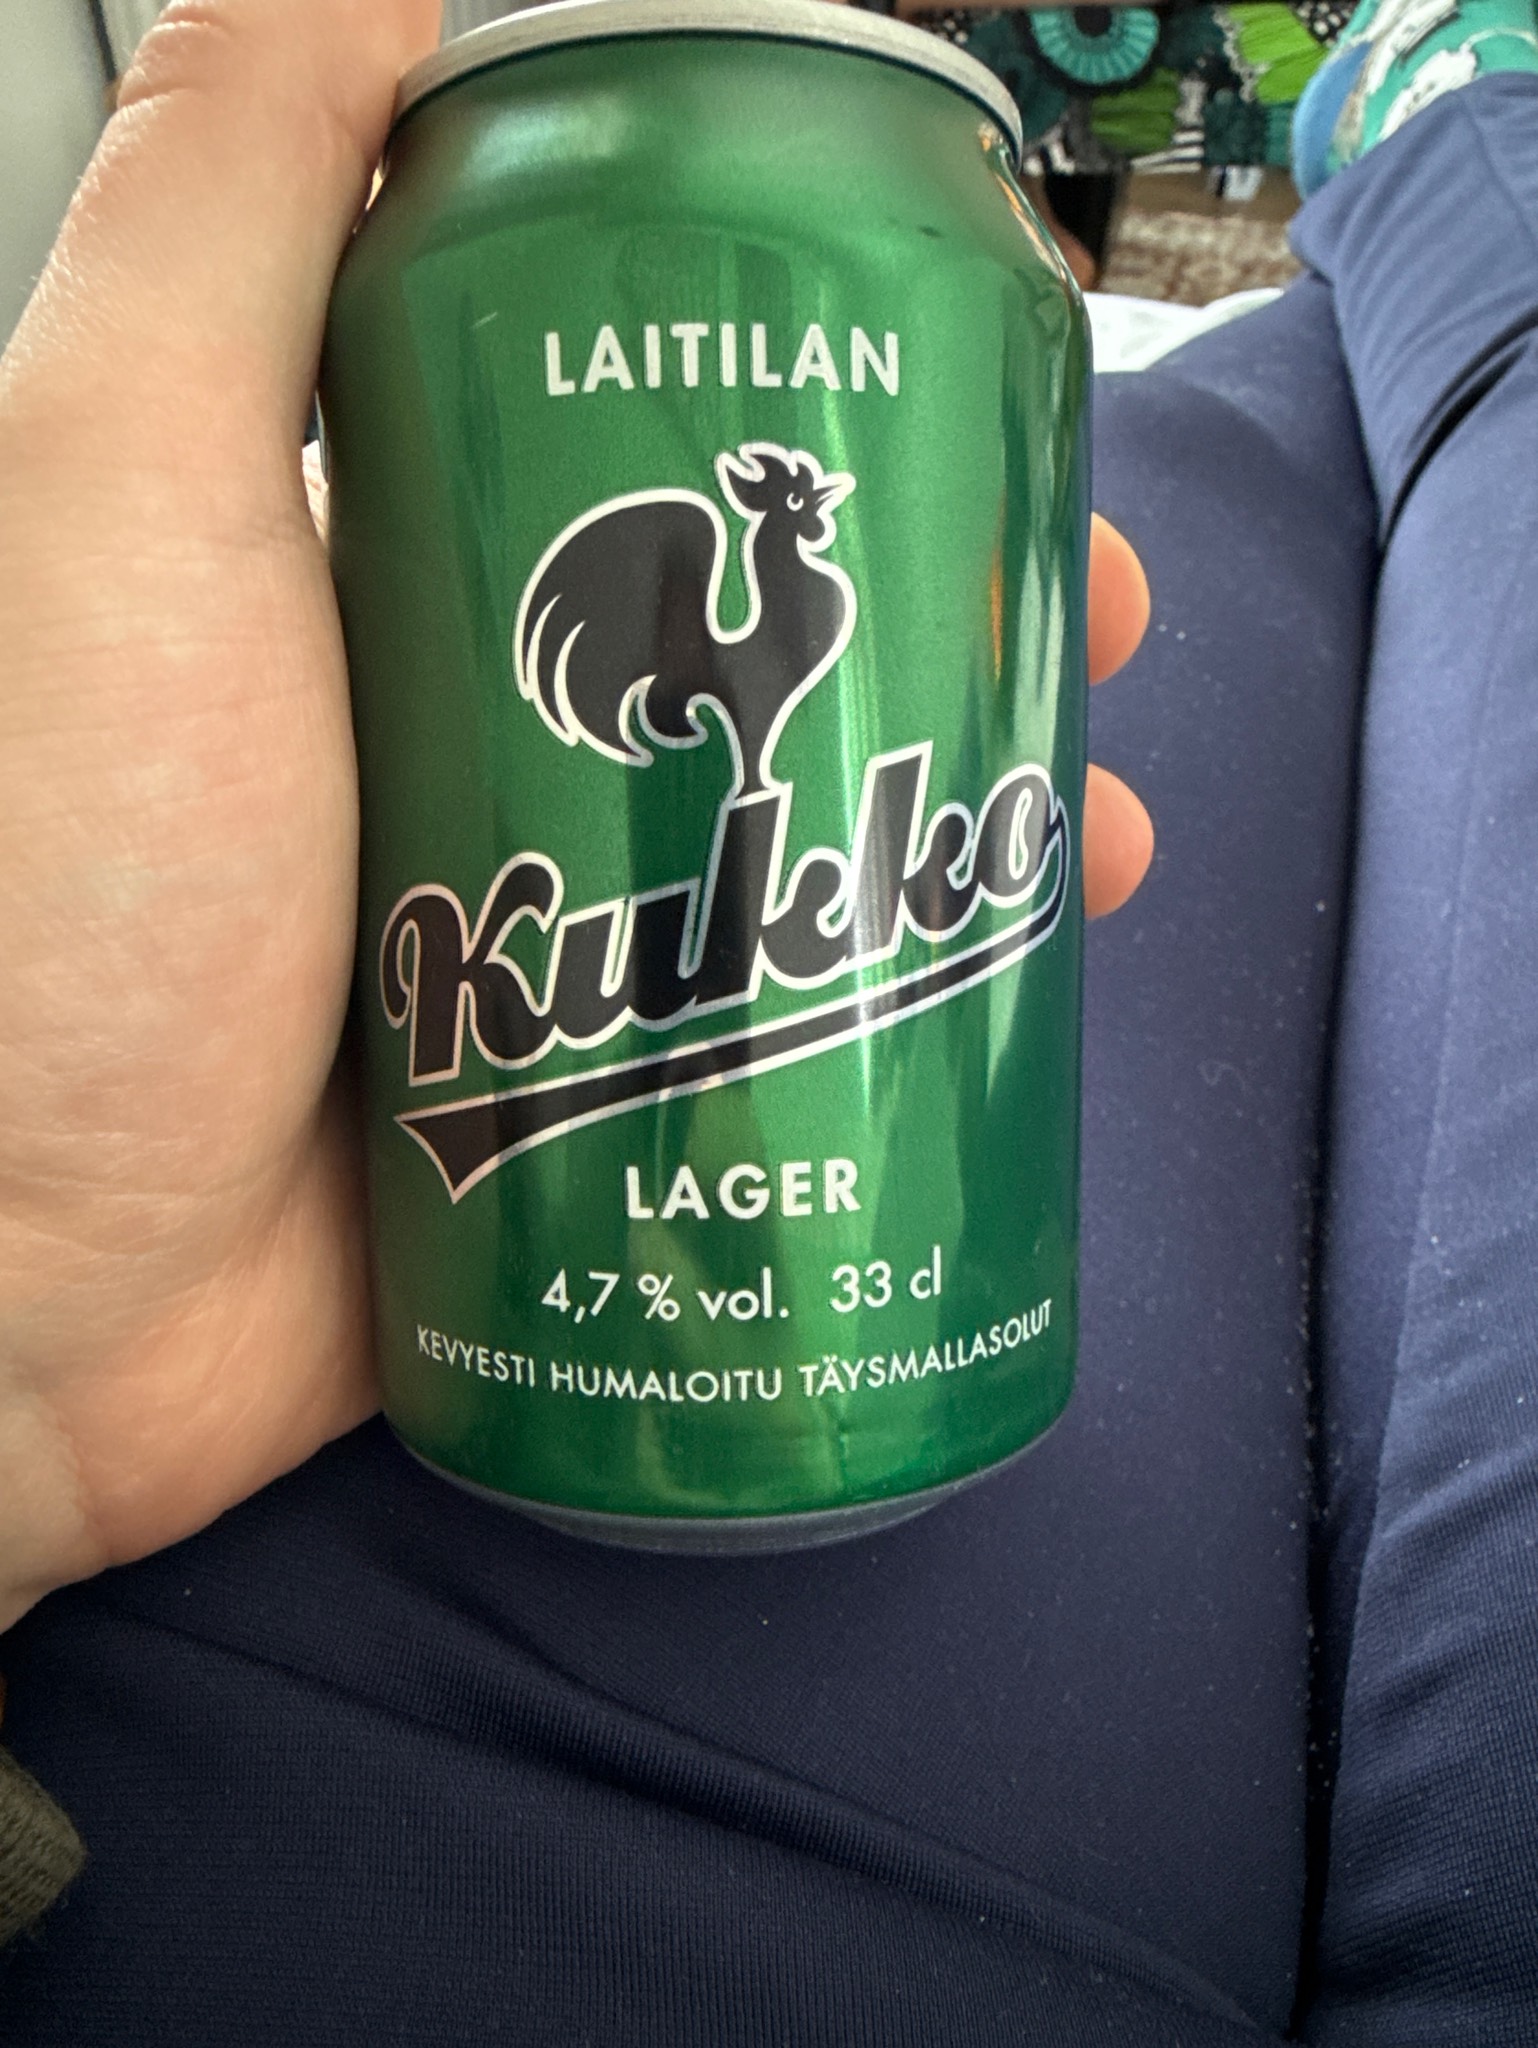 LAITILAN
Kukko
LAGER
4,7 % vol. 33 cl
KEVYESTI HUMALOITU TÄYSMALLASOLUT